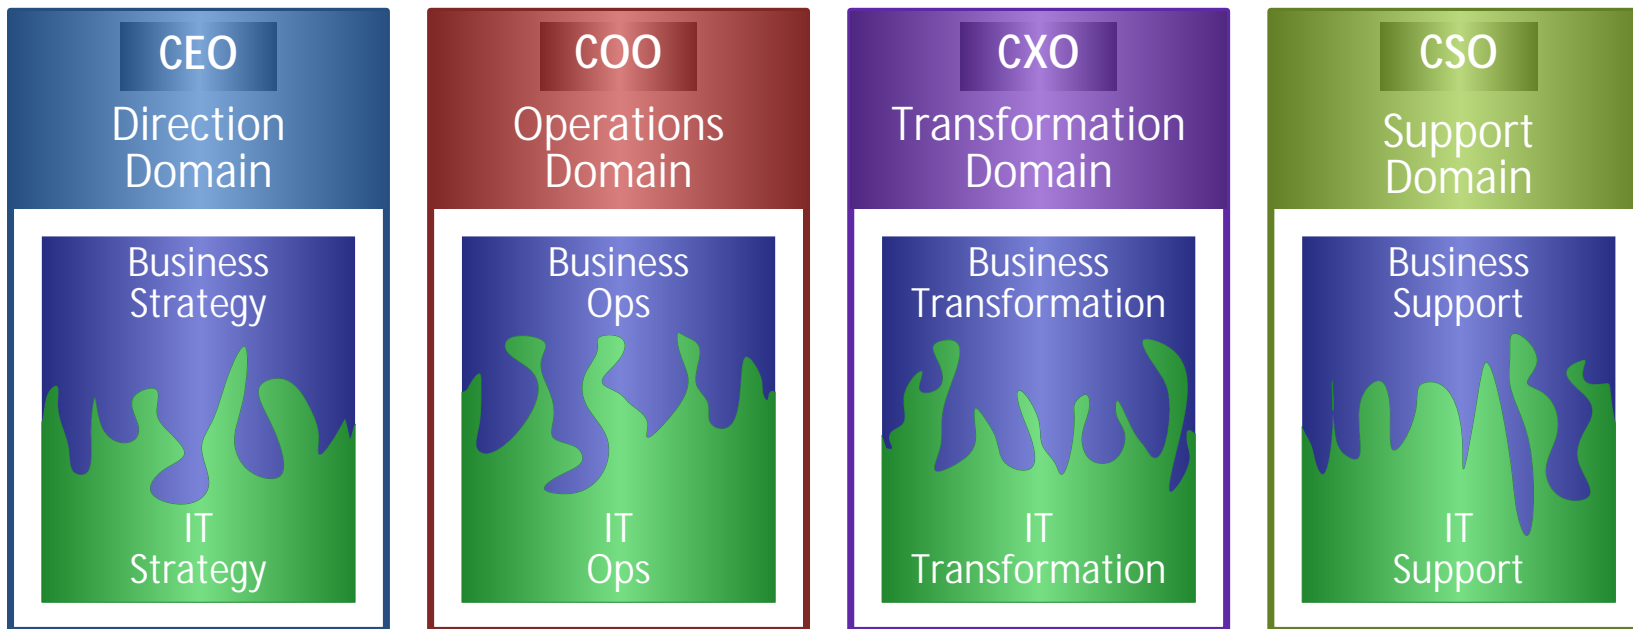 CEO
Direction
Domain
Business
Strategy
IT
Strategy
COO
Operations
Domain
Business
Ops
IT
Ops
CXO
Transformation
Domain
Business
Transformation
IT
Transformation
CSO
Support
Domain
Business
Support
IT
Support